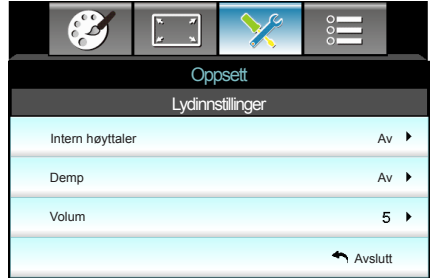 Oppsett
Lydinnstillinger
Intern høyttaler Av
Demp Av
Volum 5
Avslutt